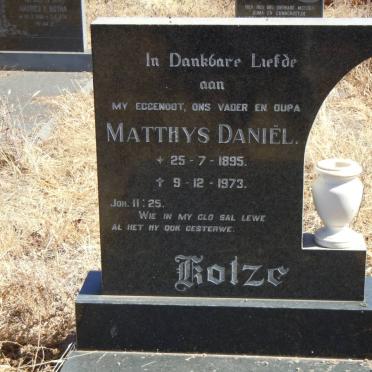 In Dankbare Liefde
aan
MY EGGENOOT, ONS VADER EN OUPA
MATTHYS DANIËL.
* 25-7-1895.
✝ 9-12-1973.
JOH. 11:25.
WIE IN MY GLO SAL LEWE
AL HET HY OOK GESTERWE.
Kotze